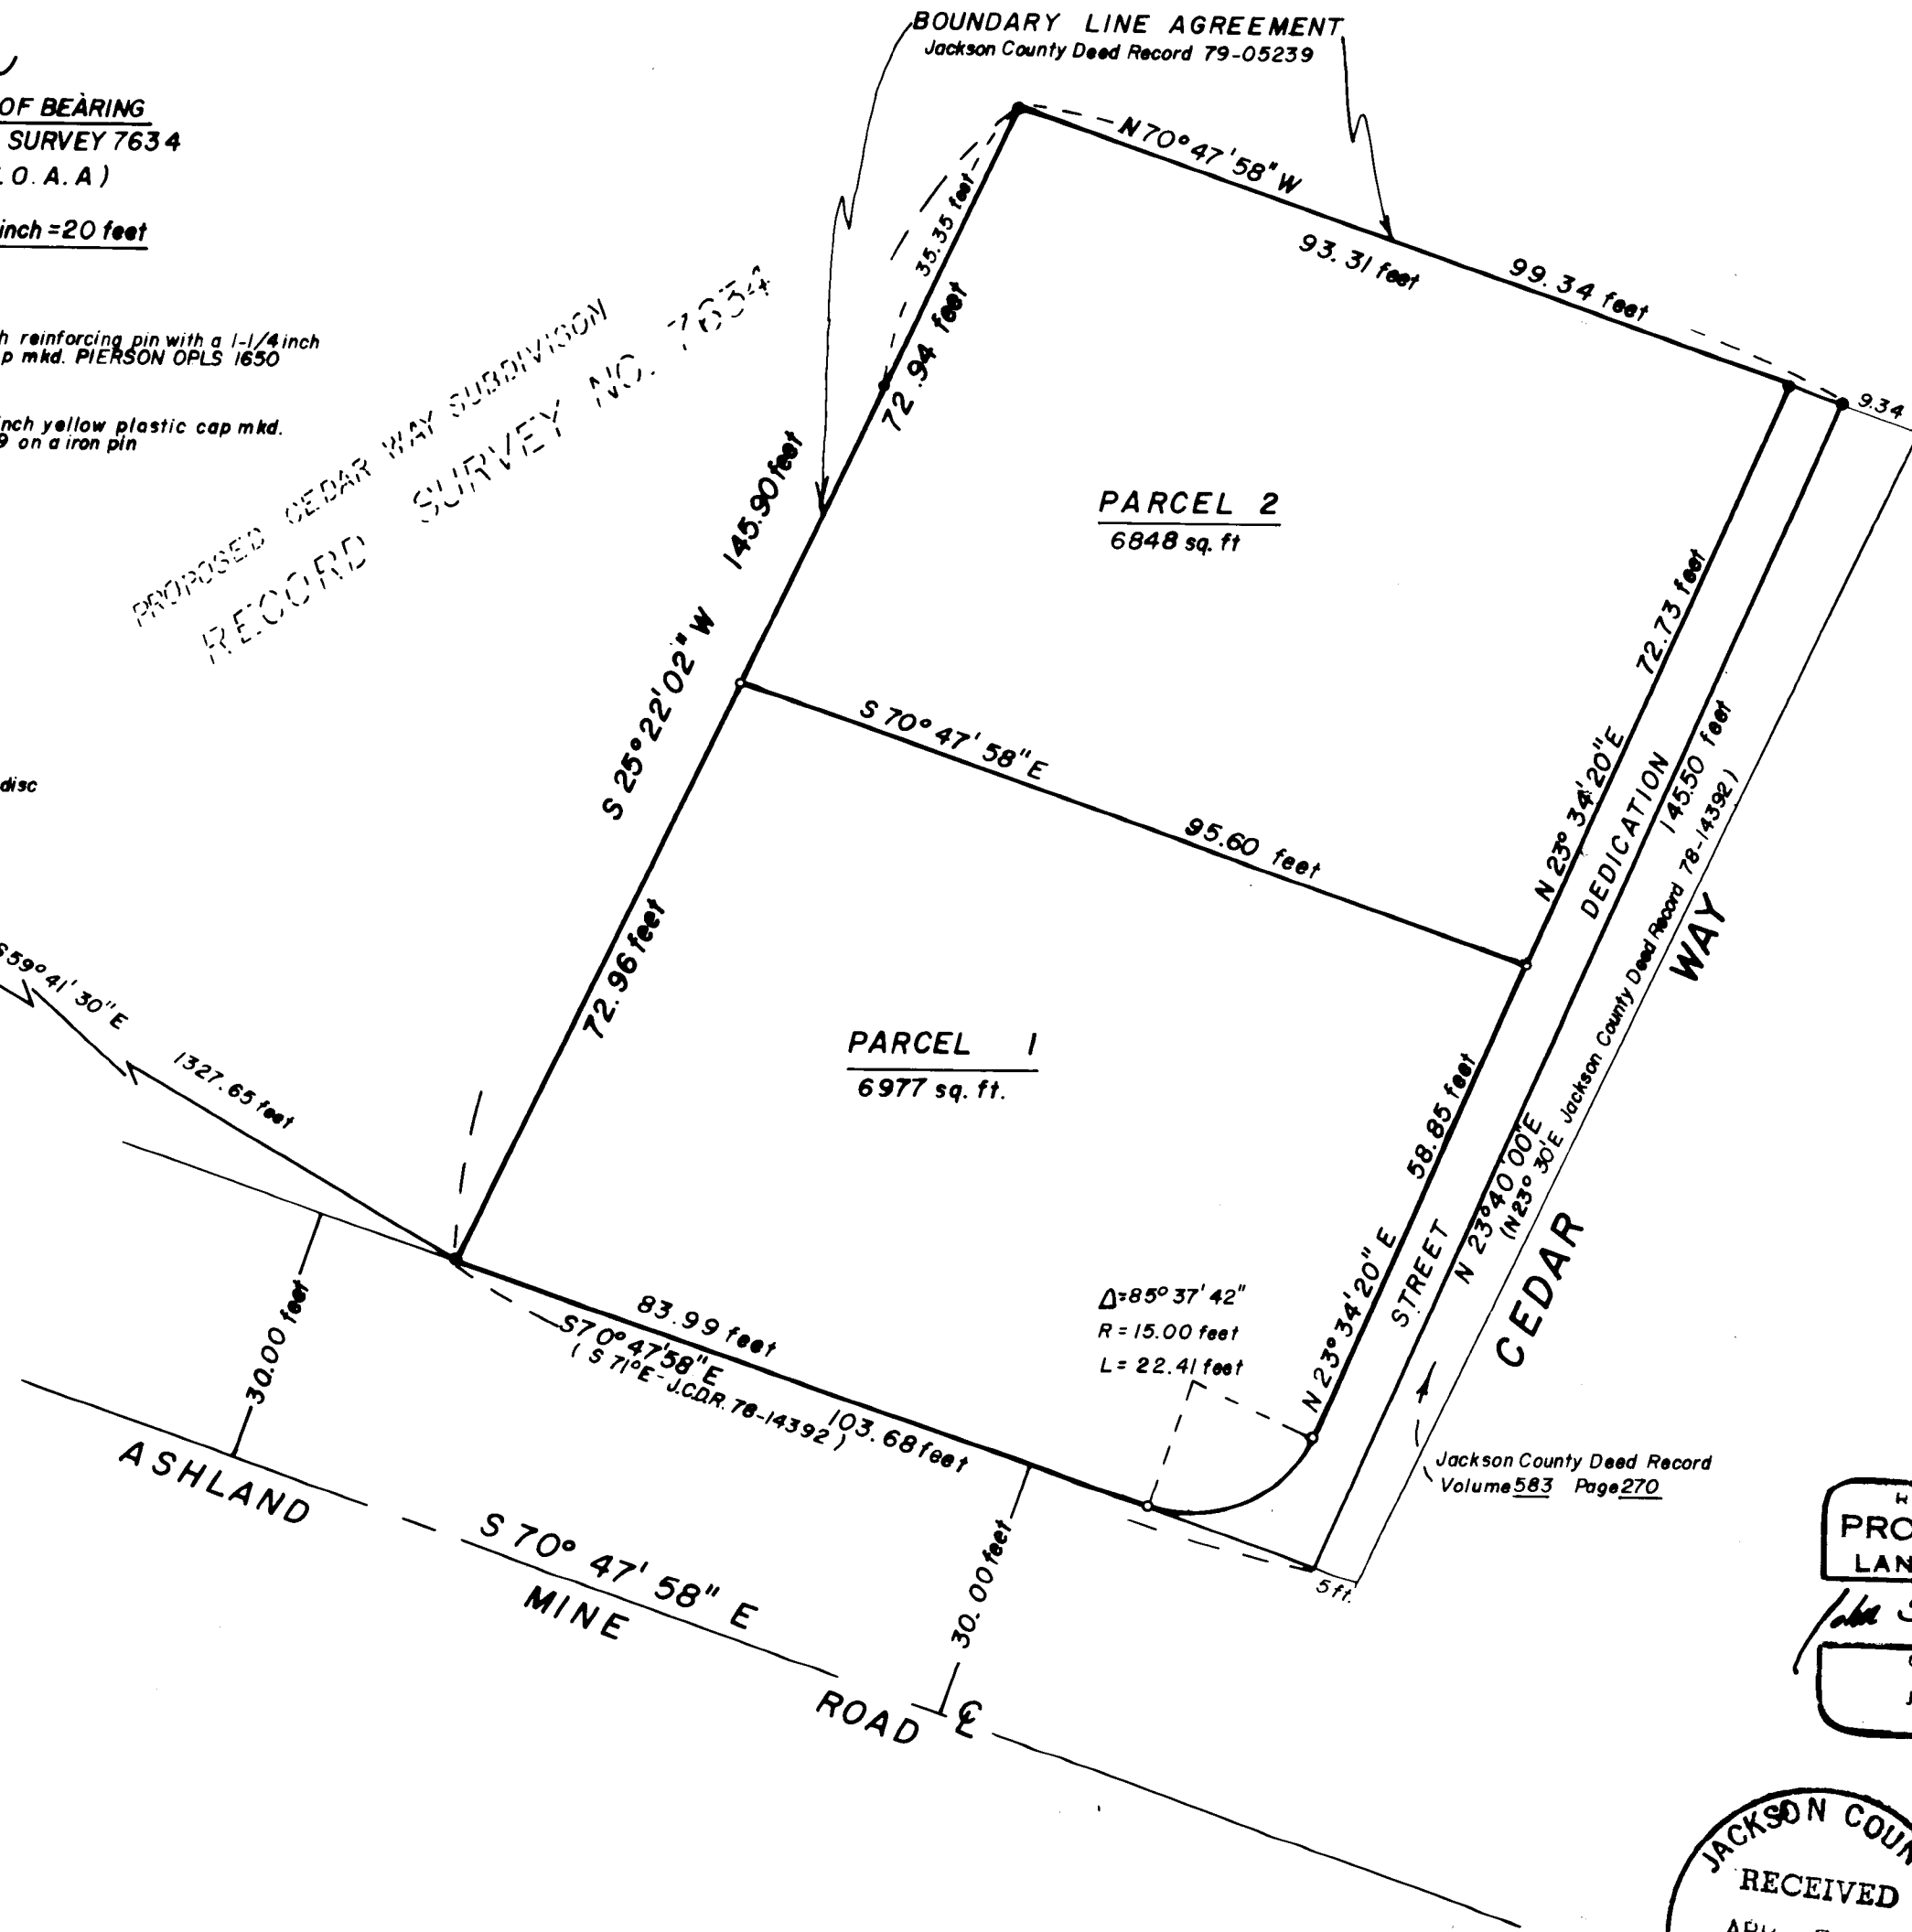 BOUNDARY LINE AGREEMENT
Jackson County Deed Record 79-05239
OF BEARING
SURVEY 7634
O.A.A)
inch = 20 feet
reinforcing pin with a 1-1/4 inch
mkd. PIERSON OPLS 1650
inch yellow plastic cap mkd.
9 on a iron pin
disc
PROPOSED CEDAR WAY SUBDIVISON
RECORD SURVEY NO. 7634
N 70° 47' 58" W
93.31 feet
99.34 feet
9.34
35.35 feet
72.94 feet
145.90 feet
S 25° 22' 02" W
72.96 feet
PARCEL 2
6848 sq. ft
72.73 feet
N 23° 34' 20" E
S 70° 47' 58" E
95.60 feet
STREET DEDICATION
145.50 feet
N 23° 40' 00" E
(N 23° 30' E Jackson County Deed Record 78-14392)
CEDAR WAY
PARCEL 1
6977 sq. ft.
58.85 feet
N 23° 34' 20" E
S 59° 41' 30" E
1327.65 feet
Δ=85° 37' 42"
R = 15.00 feet
L = 22.41 feet
83.99 feet
S 70° 47' 58" E
( S 71° E - J.C.D.R. 78-14392 )
103.68 feet
30.00 feet
30.00 feet
5 ft.
Jackson County Deed Record
Volume 583 Page 270
ASHLAND MINE ROAD
S 70° 47' 58" E
℄
PRO
LAN
JACKSON COUN
RECEIVED